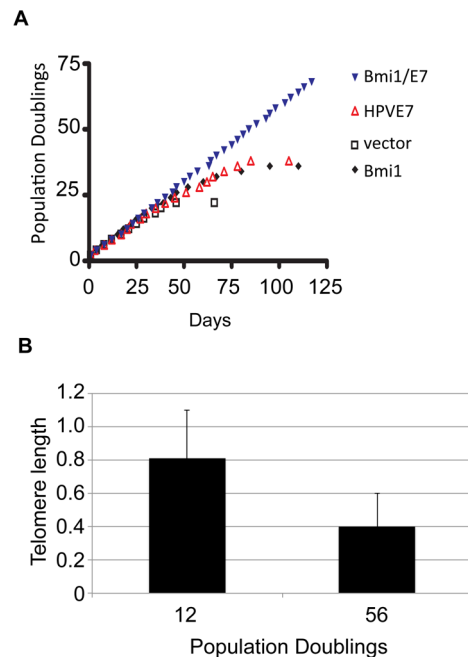 A
Population Doublings
75
50
25
0
0 25 50 75 100 125
Days
Bmi1/E7
HPVE7
vector
Bmi1
B
Telomere length
1.2
1.0
0.8
0.6
0.4
0.2
0
12 56
Population Doublings